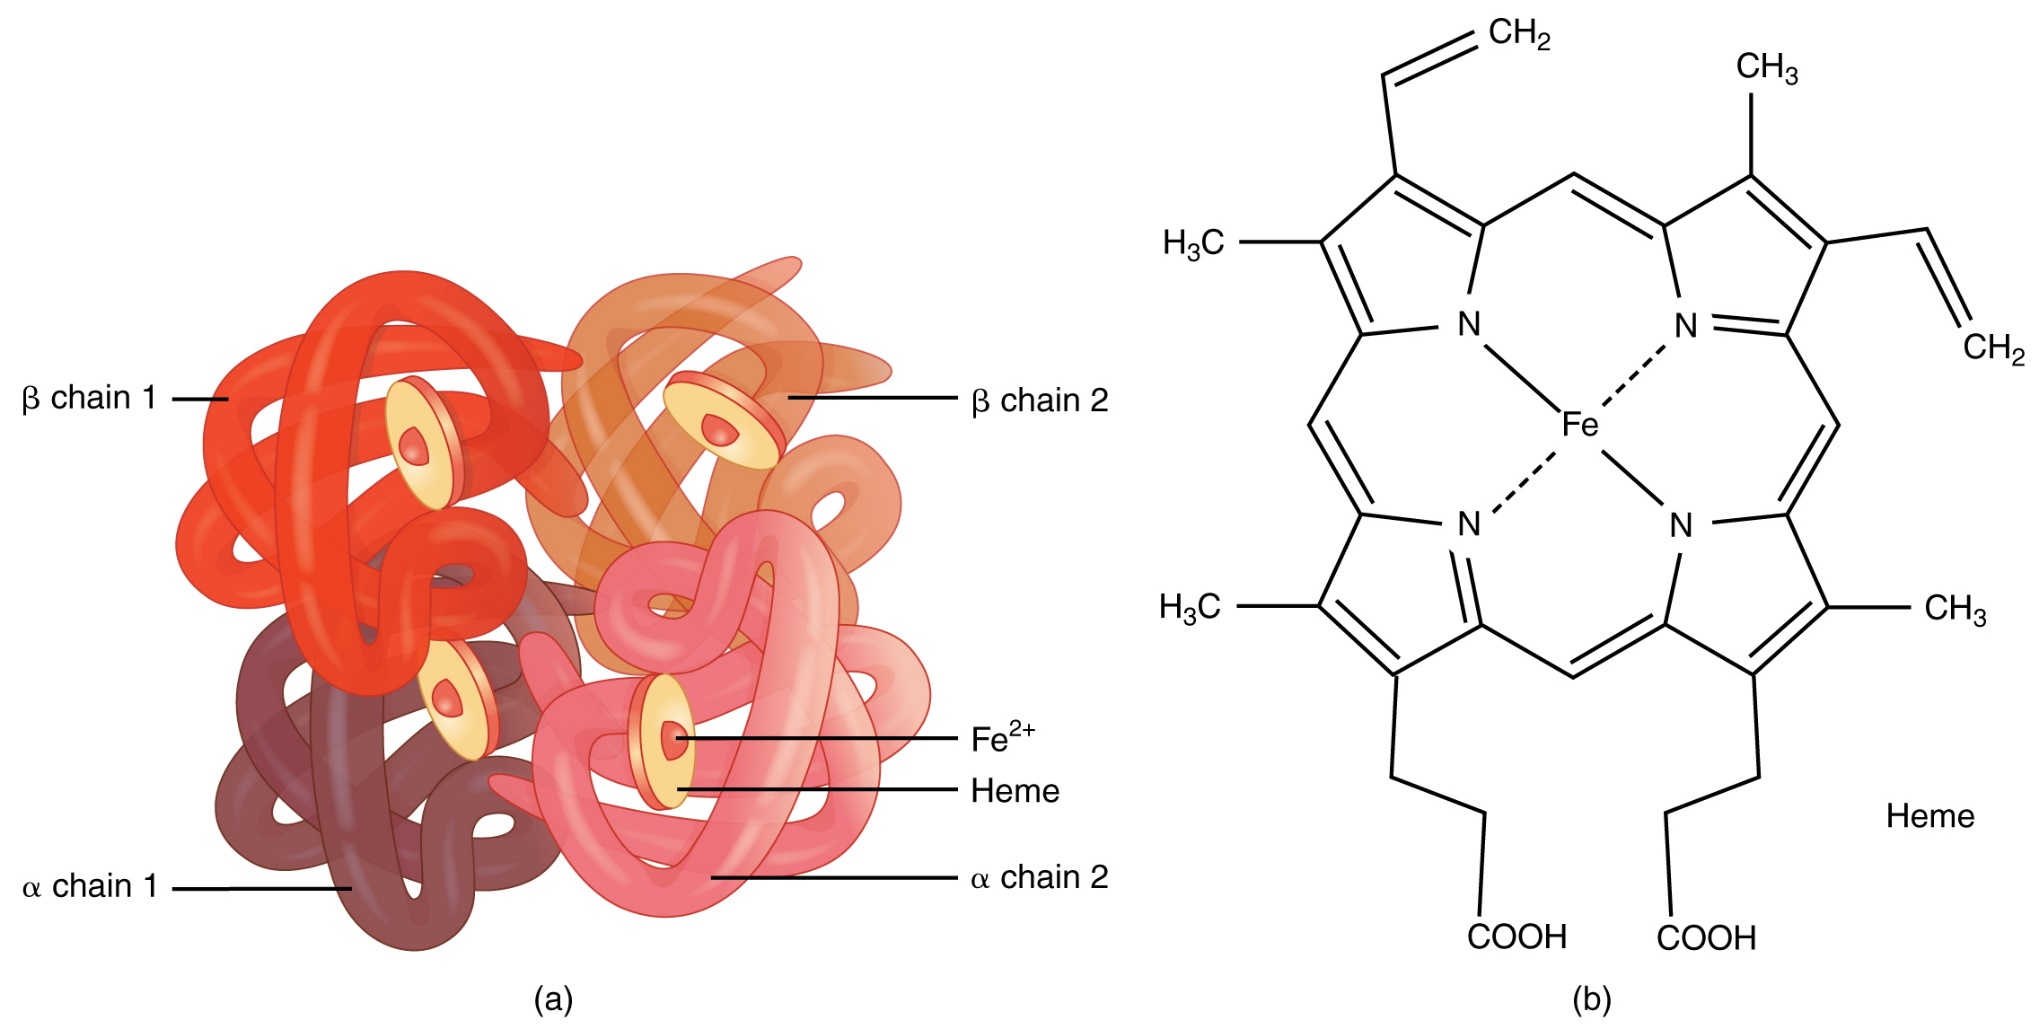 β chain 1
β chain 2
Fe²⁺
Heme
α chain 1
α chain 2
(a)
CH₂
CH₃
H₃C
CH₂
N
N
Fe
N
N
H₃C
CH₃
Heme
COOH
COOH
(b)